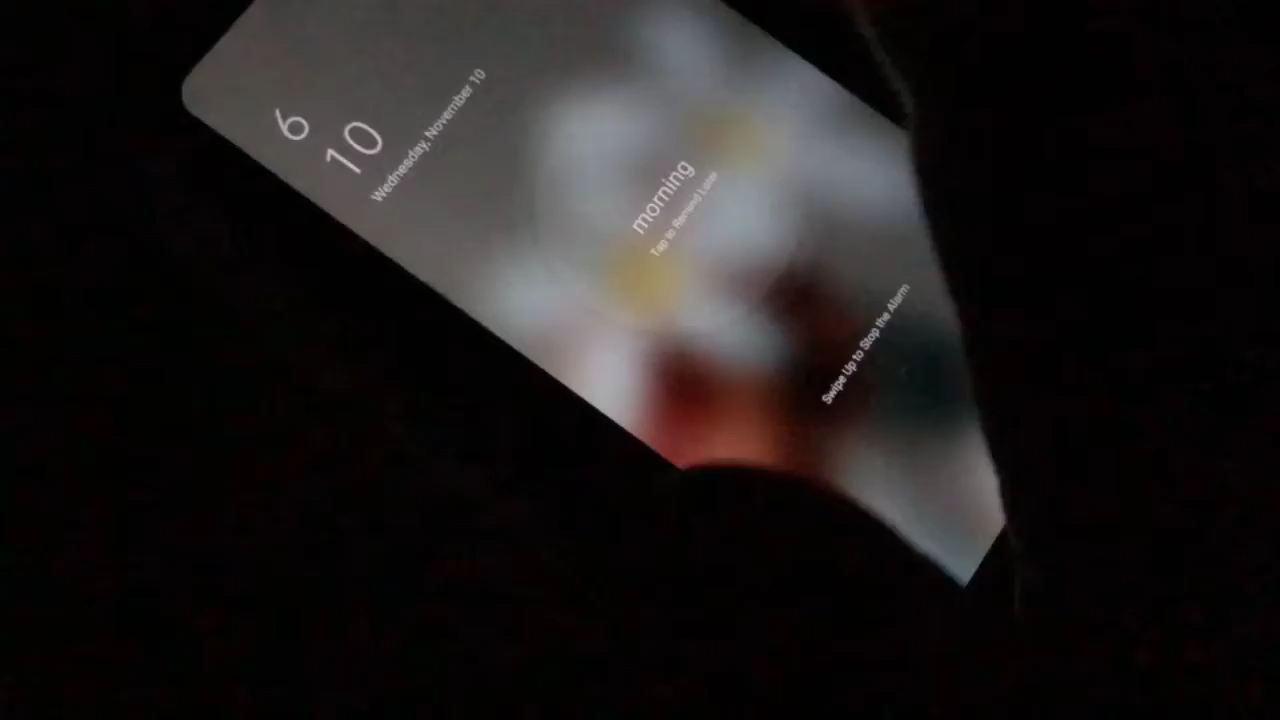 6
10
Wednesday, November 10
morning
Tap to Remind Later
Swipe Up to Stop the Alarm